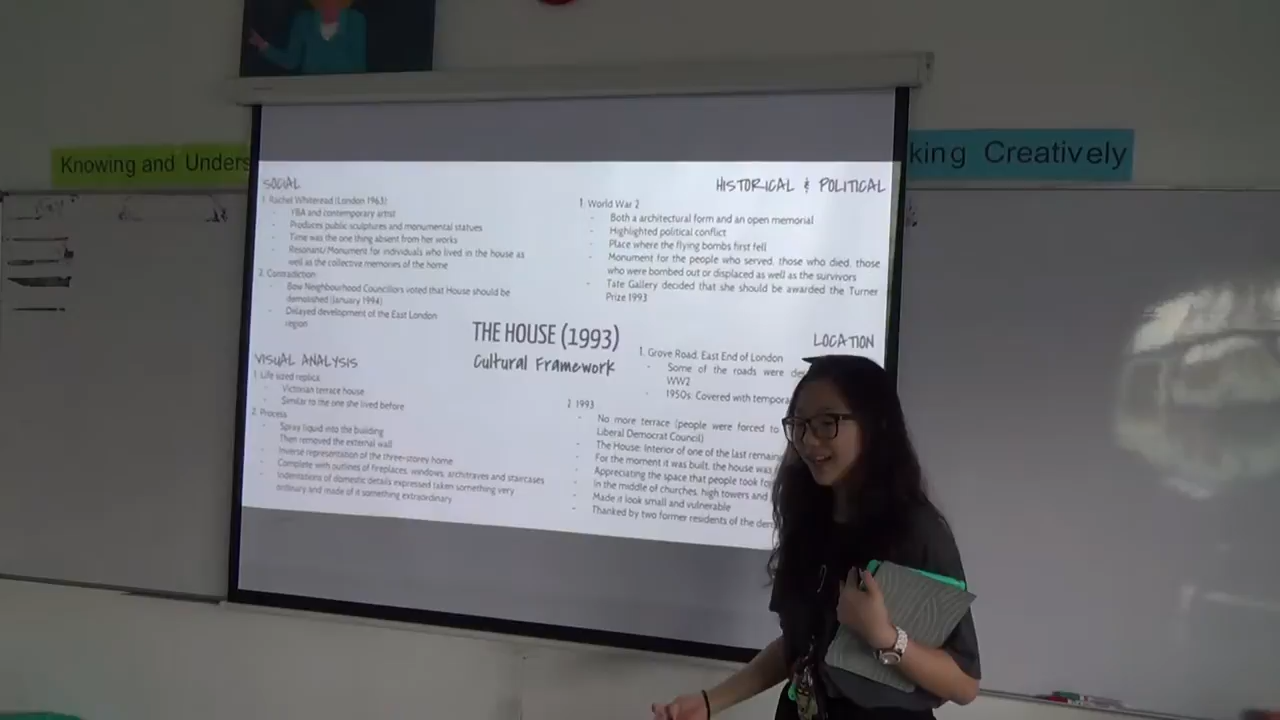 Knowing and Unders
king Creatively
SOCIAL
1. Rachel Whiteread (London 1963)
- YBA and contemporary artist
- Produces public sculptures and monumental statues
- Time was the one thing absent from her works
- Resonant/Monument for individuals who lived in the house as
well as the collective memories of the home
2. Contradiction
- Bow Neighbourhood Councillors voted that House should be
demolished (January 1994)
- Delayed development of the East London
region
HISTORICAL & POLITICAL
1. World War 2
- Both a architectural form and an open memorial
- Highlighted political conflict
- Place where the flying bombs first fell
- Monument for the people who served, those who died, those
who were bombed out or displaced as well as the survivors
- Tate Gallery decided that she should be awarded the Turner
Prize 1993
THE HOUSE (1993)
Cultural Framework
VISUAL ANALYSIS
1. Life sized replica
- Victorian terrace house
- Similar to the one she lived before
2. Process
- Spray liquid into the building
- Then removed the external wall
- Inverse representation of the three-storey home
- Complete with outlines of fireplaces, windows, architraves and staircases
- Indentations of domestic details expressed taken something very
ordinary and made of it something extraordinary
LOCATION
1. Grove Road, East End of London
- Some of the roads were des
WW2
- 1950s: Covered with tempora
2. 1993
- No more terrace (people were forced to
Liberal Democrat Council)
- The House: Interior of one of the last remain
- For the moment it was built, the house was
- Appreciating the space that people took fo
- In the middle of churches, high towers and
- Made it look small and vulnerable
- Thanked by two former residents of the dem